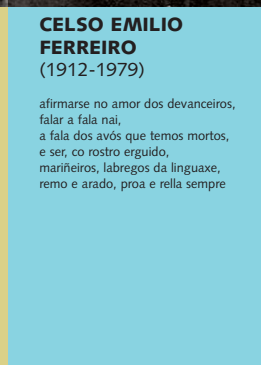 CELSO EMILIO
FERREIRO
(1912-1979)
afirmarse no amor dos devanceiros,
falar a fala nai,
a fala dos avós que temos mortos,
e ser, co rostro erguido,
mariñeiros, labregos da linguaxe,
remo e arado, proa e rella sempre